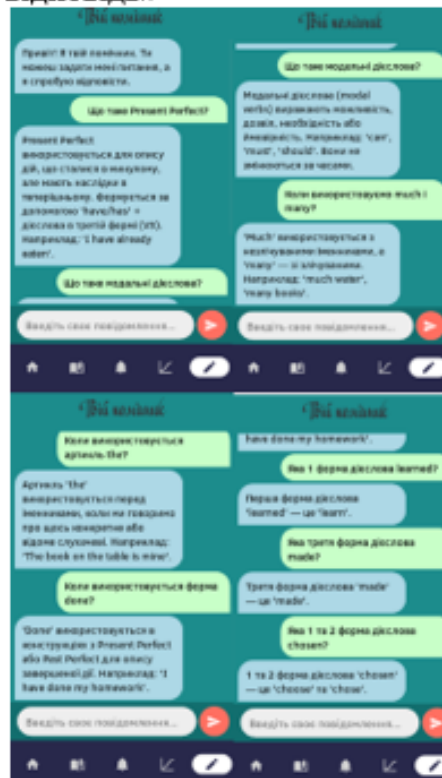 Твій помічник
Привіт! Я твій помічник. Ти
можеш задати мені питання, а
я спробую відповісти.
Що таке Present Perfect?
Present Perfect
використовується для опису
дій, що сталися в минулому,
але мають наслідки в
теперішньому. Формується за
допомогою 'have/has' +
дієслова в третій формі (V3).
Наприклад: 'I have already
eaten'.
Що таке модальні дієслова?
Введіть своє повідомлення...
Твій помічник
Що таке модальні дієслова?
Модальні дієслова (model
verbs) виражають можливість,
дозвіл, необхідність або
ймовірність. Наприклад: 'can',
'must', 'should'. Вони не
змінюються за часами.
Коли використовуємо much і
many?
'Much' використовується з
незлічуваними іменниками, а
'many' — зі злічуваними.
Наприклад: 'much water',
'many books'.
Введіть своє повідомлення...
Твій помічник
Коли використовується
артикль the?
Артикль 'the'
використовується перед
іменниками, коли ми говоримо
про щось конкретне або
відоме слухачеві. Наприклад:
'The book on the table is mine'.
Коли використовується форма
done?
'Done' використовується в
конструкціях з Present Perfect
або Past Perfect для опису
завершеної дії. Наприклад: 'I
have done my homework'.
Введіть своє повідомлення...
Твій помічник
have done my homework'.
Яка 1 форма дієслова learned?
Перша форма дієслова
'learned' — це 'learn'.
Яка третя форма дієслова
made?
Третя форма дієслова 'made'
— це 'made'.
Яка 1 та 2 форма дієслова
chosen?
1 та 2 форма дієслова 'chosen'
— це 'choose' та 'chose'.
Введіть своє повідомлення...